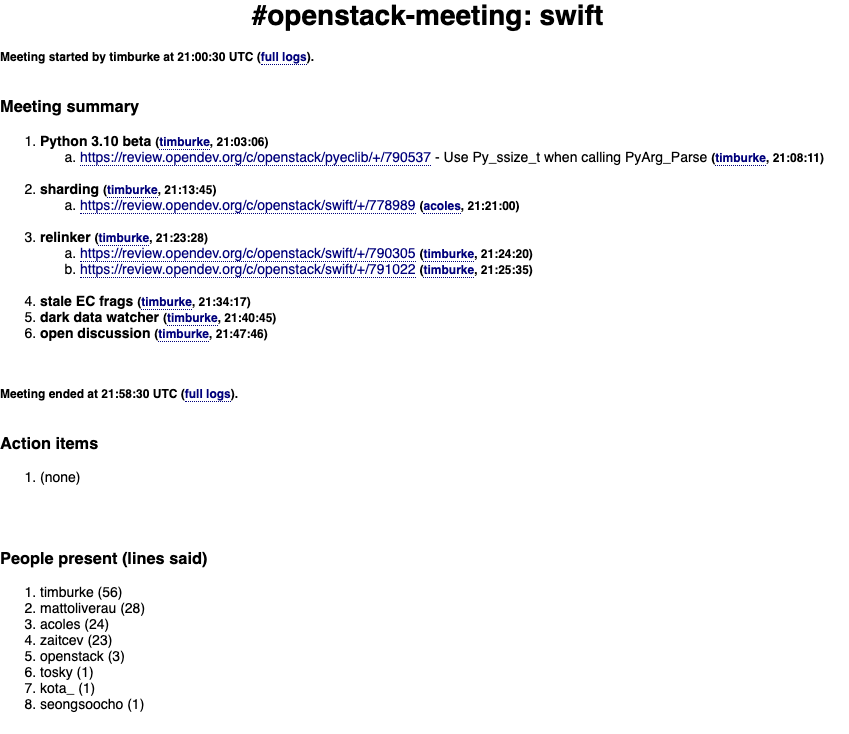 #openstack-meeting: swift
Meeting started by timburke at 21:00:30 UTC (full logs).
Meeting summary
1. Python 3.10 beta (timburke, 21:03:06)
a. https://review.opendev.org/c/openstack/pyeclib/+/790537 - Use Py_ssize_t when calling PyArg_Parse (timburke, 21:08:11)
2. sharding (timburke, 21:13:45)
a. https://review.opendev.org/c/openstack/swift/+/778989 (acoles, 21:21:00)
3. relinker (timburke, 21:23:28)
a. https://review.opendev.org/c/openstack/swift/+/790305 (timburke, 21:24:20)
b. https://review.opendev.org/c/openstack/swift/+/791022 (timburke, 21:25:35)
4. stale EC frags (timburke, 21:34:17)
5. dark data watcher (timburke, 21:40:45)
6. open discussion (timburke, 21:47:46)
Meeting ended at 21:58:30 UTC (full logs).
Action items
1. (none)
People present (lines said)
1. timburke (56)
2. mattoliverau (28)
3. acoles (24)
4. zaitcev (23)
5. openstack (3)
6. tosky (1)
7. kota_ (1)
8. seongsoocho (1)